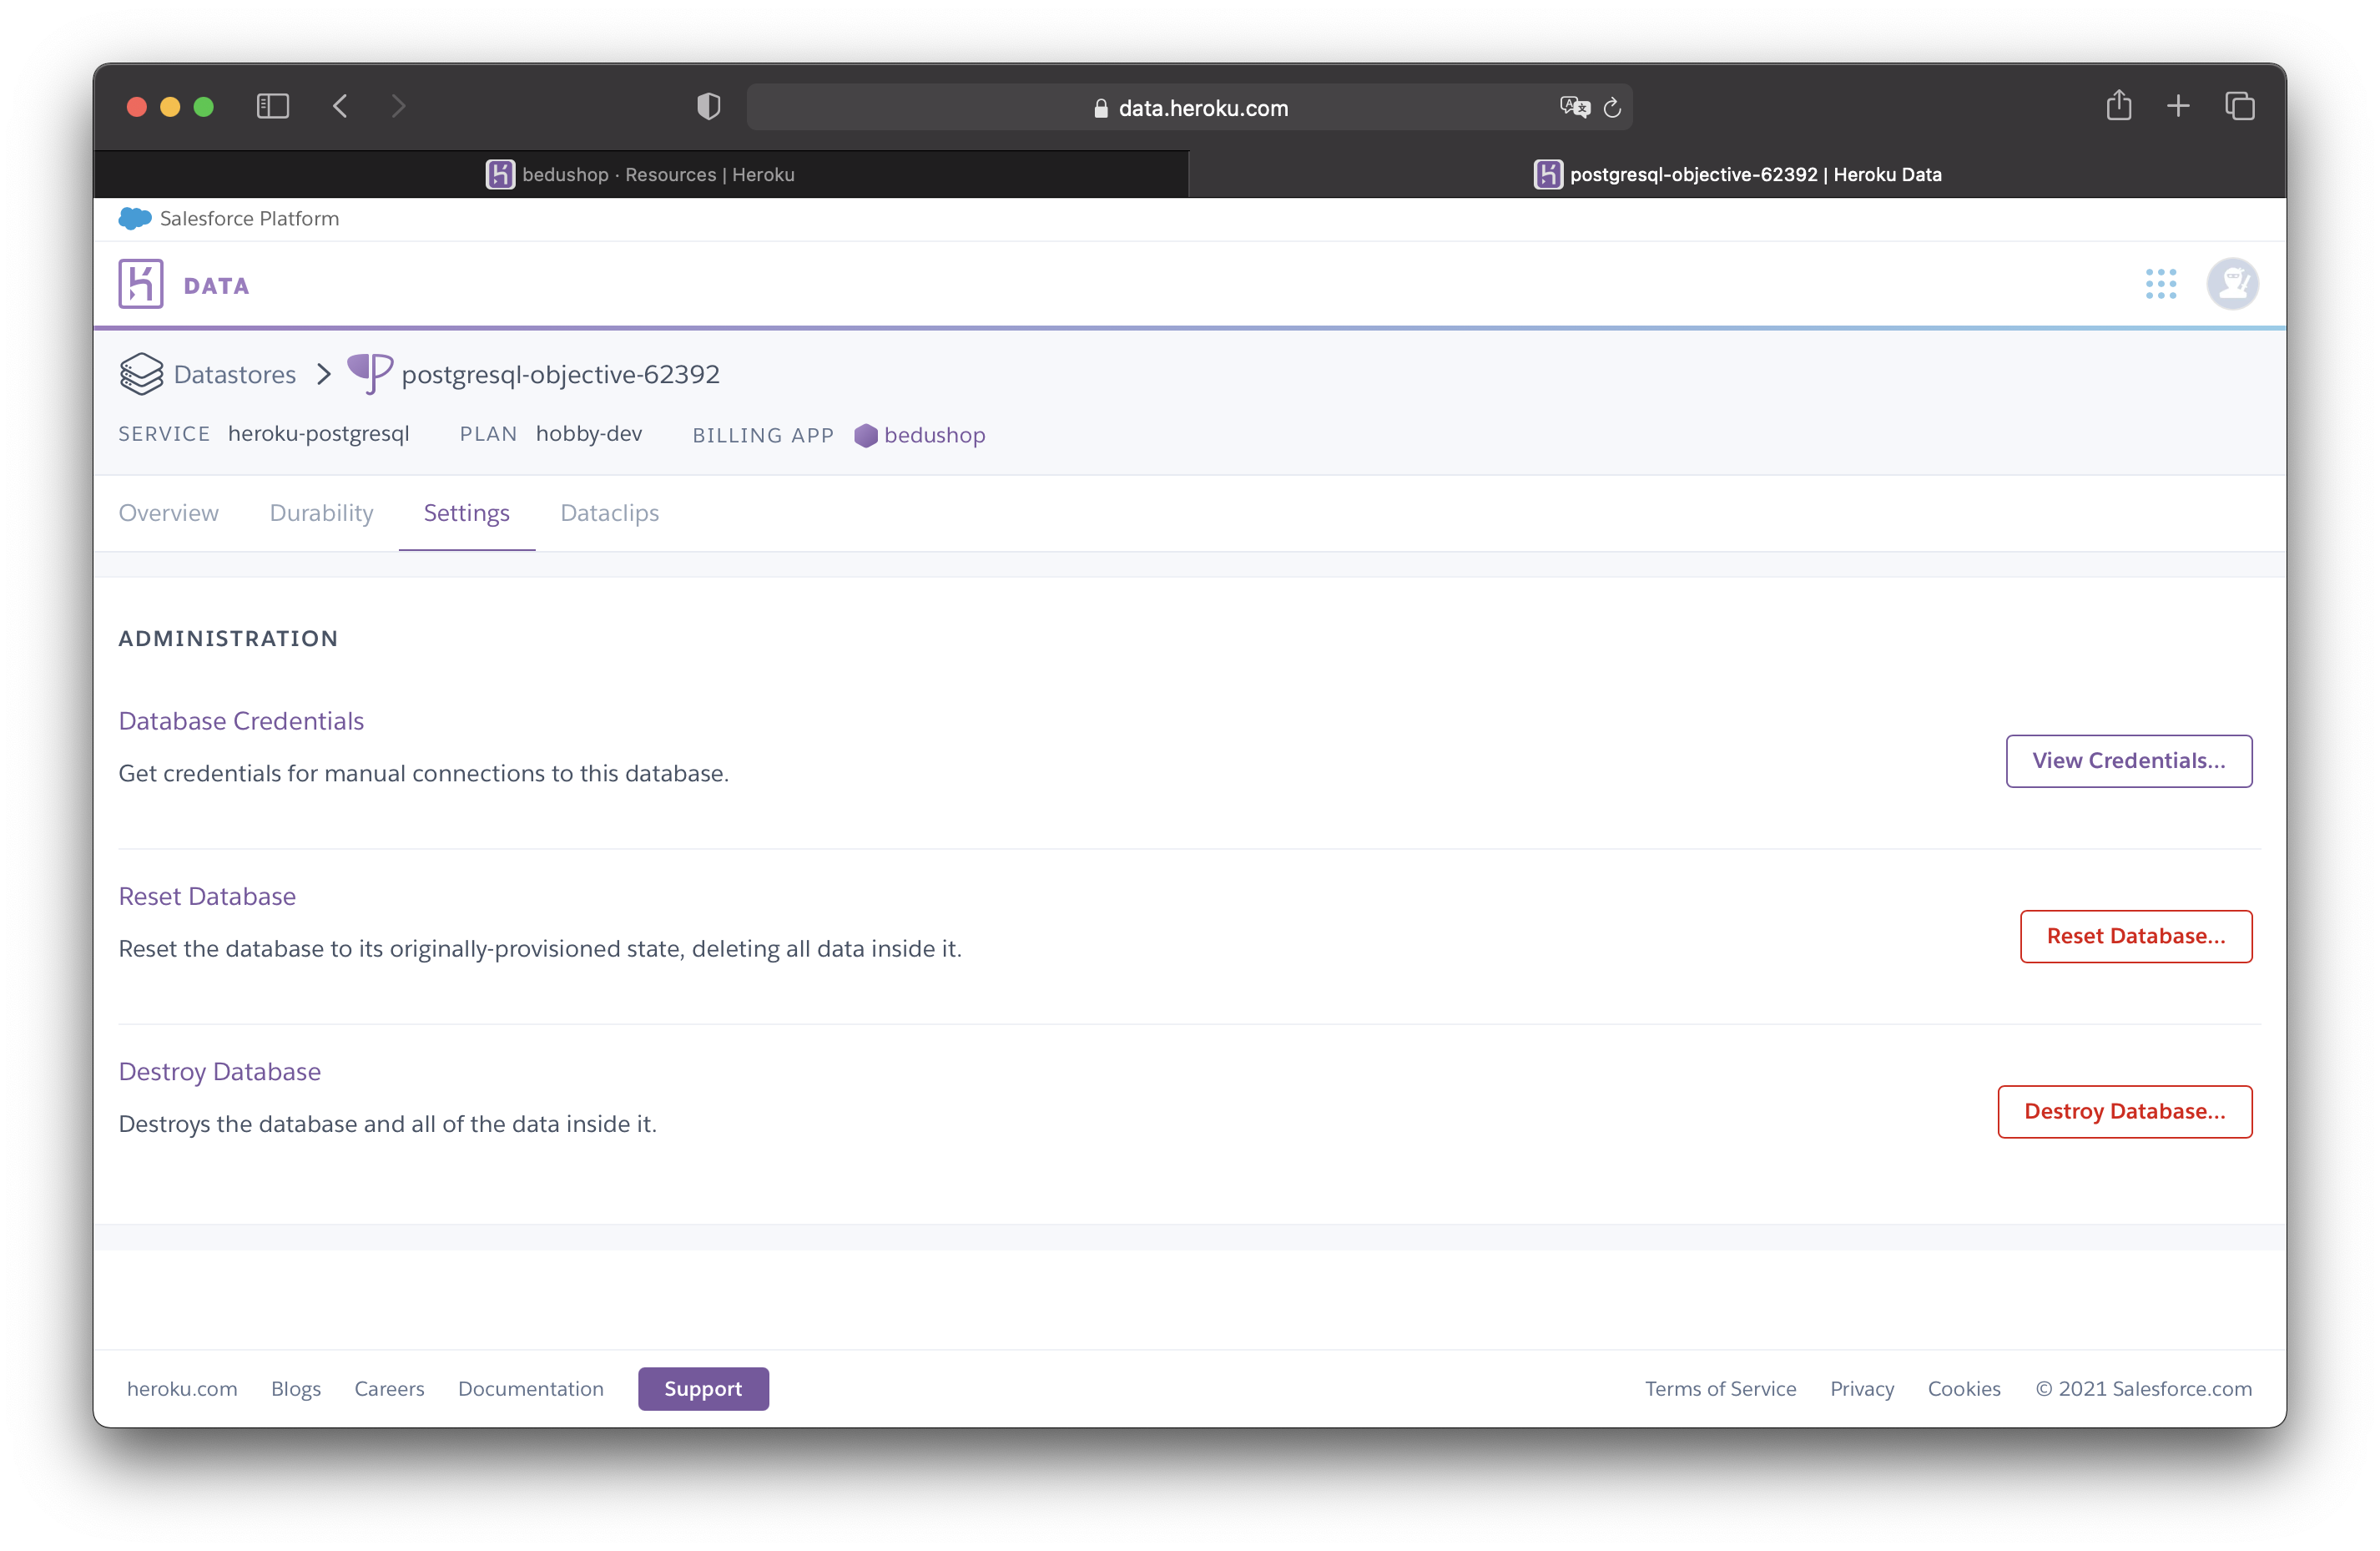 data.heroku.com
bedushop · Resources | Heroku
postgresql-objective-62392 | Heroku Data
Salesforce Platform
DATA
Datastores > postgresql-objective-62392
SERVICE heroku-postgresql PLAN hobby-dev BILLING APP bedushop
Overview Durability Settings Dataclips
ADMINISTRATION
Database Credentials
Get credentials for manual connections to this database.
View Credentials...
Reset Database
Reset the database to its originally-provisioned state, deleting all data inside it.
Reset Database...
Destroy Database
Destroys the database and all of the data inside it.
Destroy Database...
heroku.com Blogs Careers Documentation Support
Terms of Service Privacy Cookies © 2021 Salesforce.com